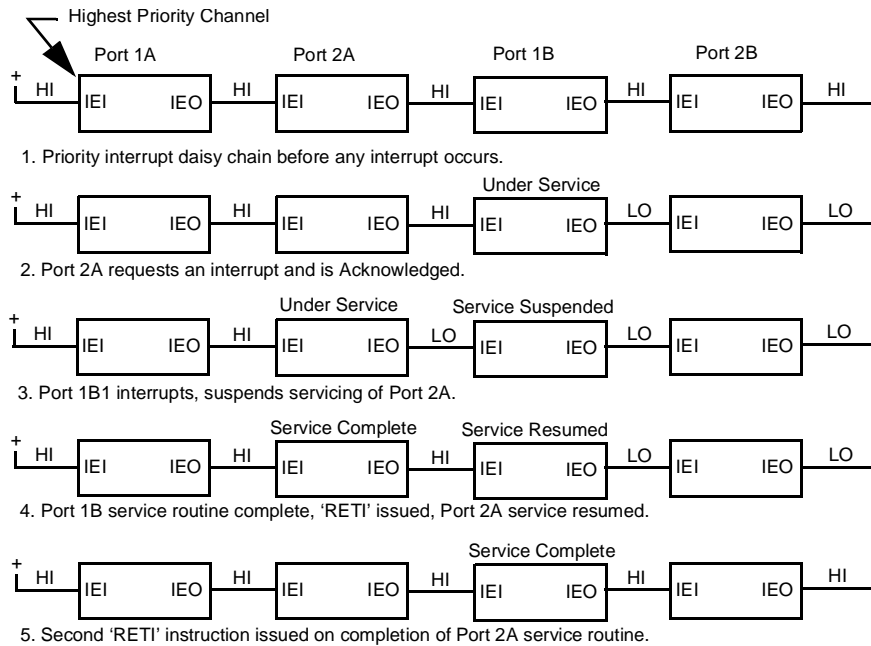 Highest Priority Channel
Port 1A Port 2A Port 1B Port 2B
+ HI IEI IEO HI IEI IEO HI IEI IEO HI IEI IEO HI
1. Priority interrupt daisy chain before any interrupt occurs.
Under Service
+ HI IEI IEO HI IEI IEO HI IEI IEO LO IEI IEO LO
2. Port 2A requests an interrupt and is Acknowledged.
Under Service Service Suspended
+ HI IEI IEO HI IEI IEO LO IEI IEO LO IEI IEO LO
3. Port 1B1 interrupts, suspends servicing of Port 2A.
Service Complete Service Resumed
+ HI IEI IEO HI IEI IEO HI IEI IEO LO IEI IEO LO
4. Port 1B service routine complete, ‘RETI’ issued, Port 2A service resumed.
Service Complete
+ HI IEI IEO HI IEI IEO HI IEI IEO HI IEI IEO HI
5. Second ‘RETI’ instruction issued on completion of Port 2A service routine.